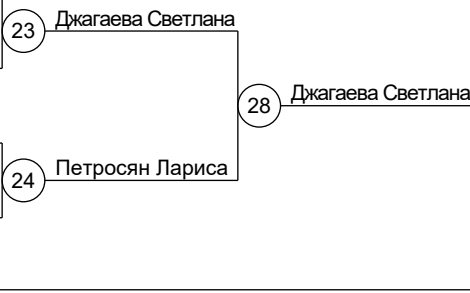 23 Джагаева Светлана
28 Джагаева Светлана
24 Петросян Лариса